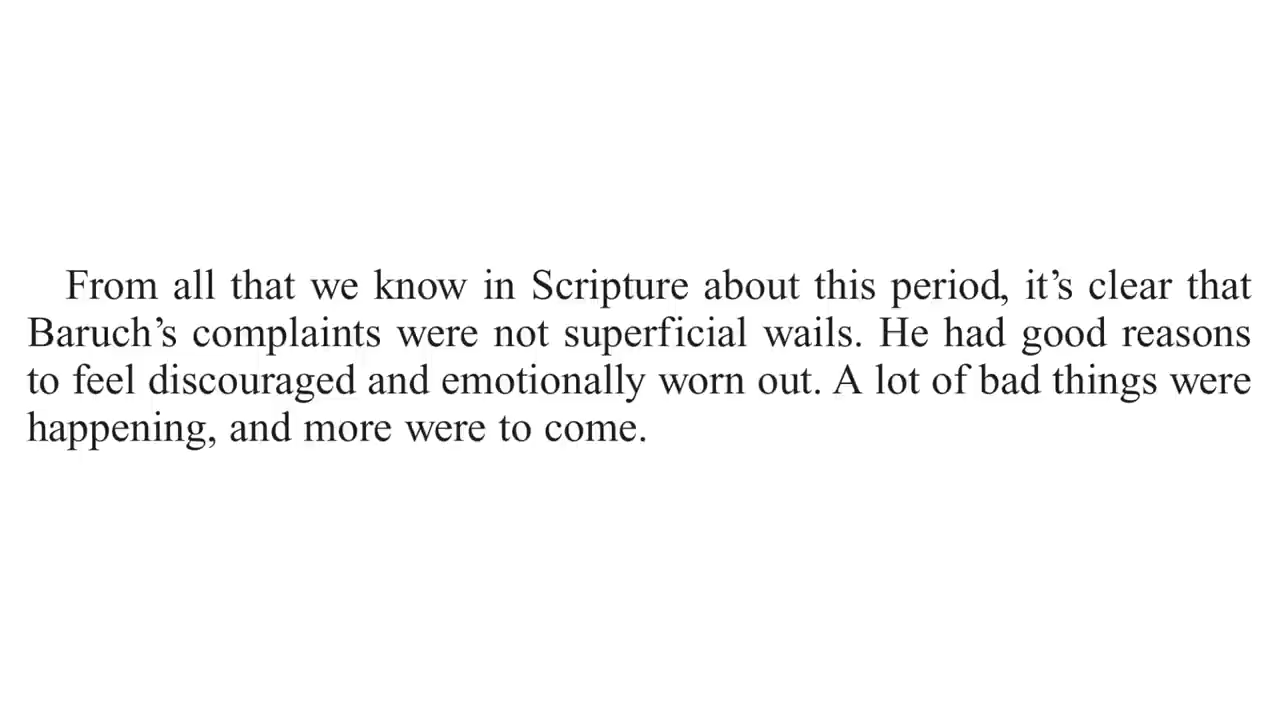 From all that we know in Scripture about this period, it’s clear that
Baruch’s complaints were not superficial wails. He had good reasons
to feel discouraged and emotionally worn out. A lot of bad things were
happening, and more were to come.